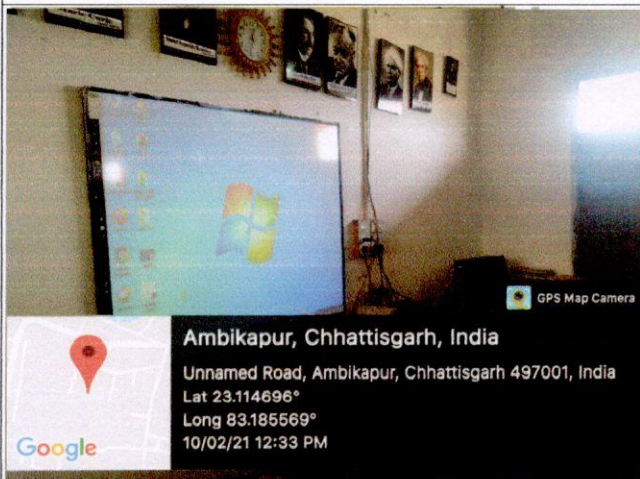 GPS Map Camera
Ambikapur, Chhattisgarh, India
Unnamed Road, Ambikapur, Chhattisgarh 497001, India
Lat 23.114696°
Long 83.185569°
10/02/21 12:33 PM
Google